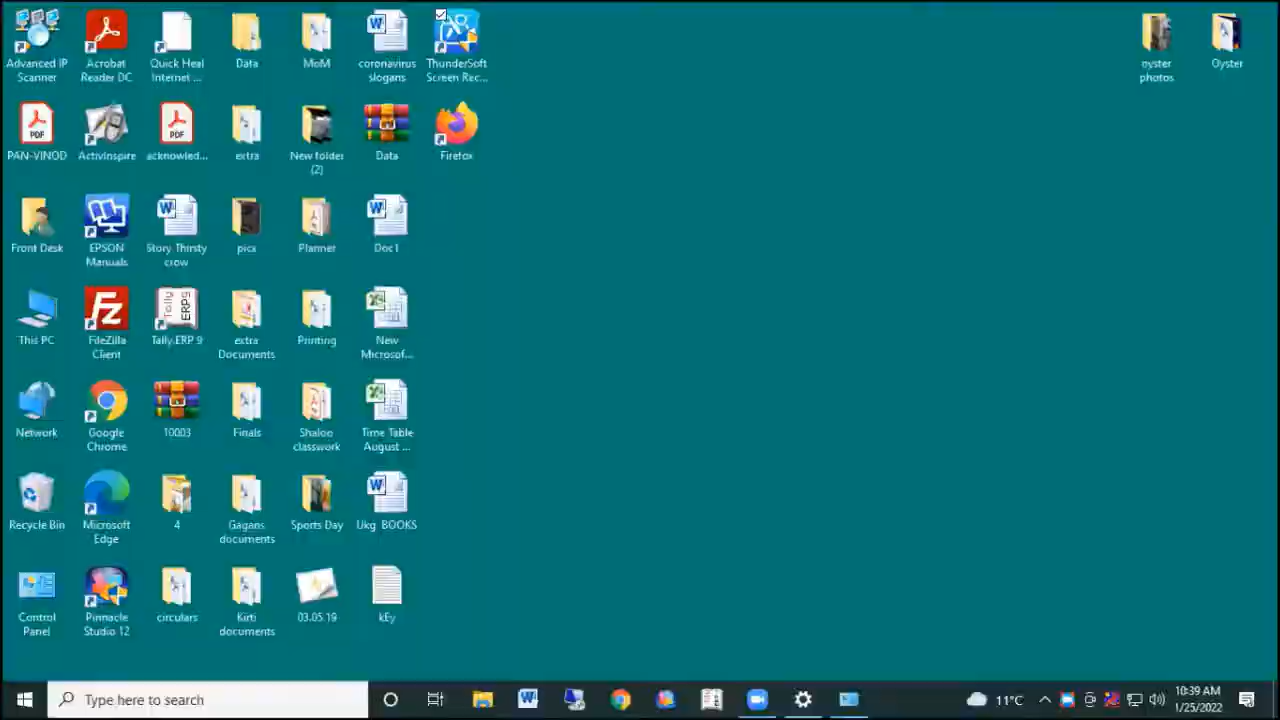 Advanced IP
Scanner
Acrobat
Reader DC
Quick Heal
Internet ...
Data
MoM
coronavirus
slogans
ThunderSoft
Screen Rec...
oyster
photos
Oyster
PDF
PAN-VINOD
ActivInspire
PDF
acknowled...
extra
New folder
(2)
Data
Firefox
Front Desk
EPSON
Manuals
Story Thirsty
crow
pics
Planner
Doc1
This PC
FileZilla
Client
Tally
ERP9
Tally.ERP 9
extra
Documents
Printing
New
Microsof...
Network
Google
Chrome
10003
Finals
Shaloo
classwork
Time Table
August ...
Recycle Bin
Microsoft
Edge
4
Gagans
documents
Sports Day
Ukg BOOKS
Control
Panel
Pinnacle
Studio 12
circulars
Kirti
documents
03.05.19
kEy
Type here to search
11°C
10:39 AM
1/25/2022